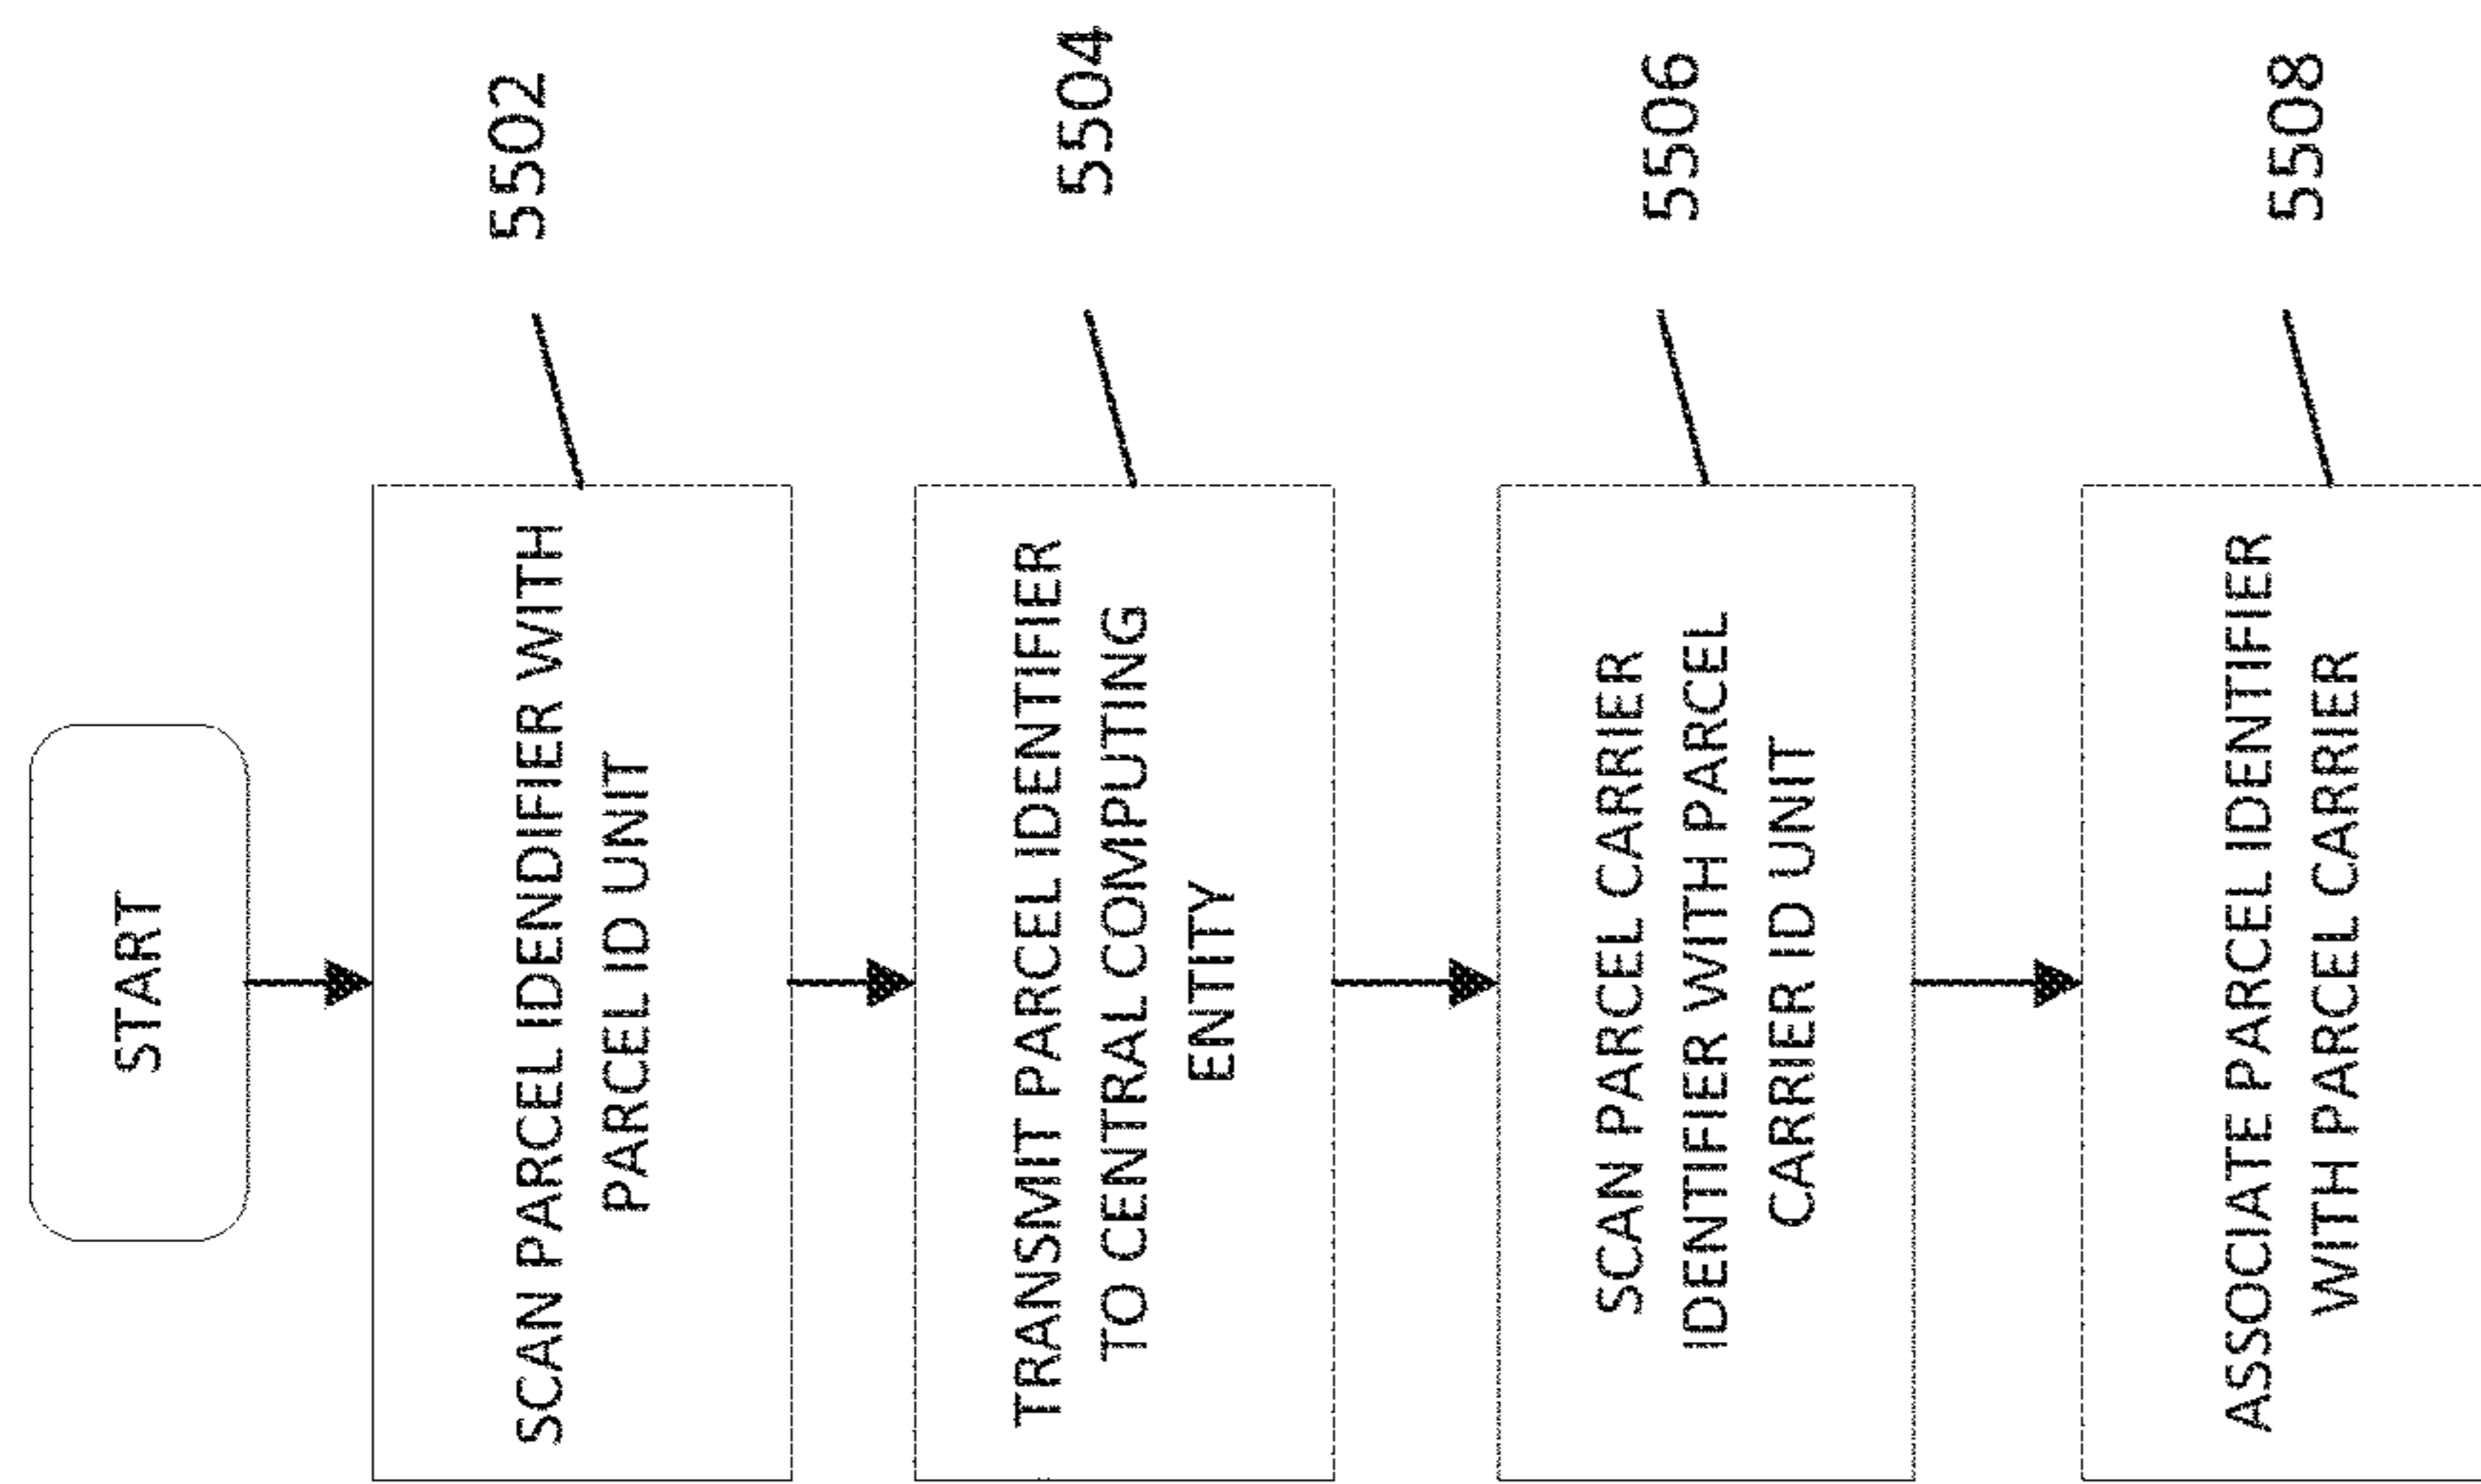 START
SCAN PARCEL IDENDIFIER WITH
PARCEL ID UNIT
5502
TRANSMIT PARCEL IDENTIFIER
TO CENTRAL COMPUTING
ENTITY
5504
SCAN PARCEL CARRIER
IDENTIFIER WITH PARCEL
CARRIER ID UNIT
5506
ASSOCIATE PARCEL IDENTIFIER
WITH PARCEL CARRIER
5508